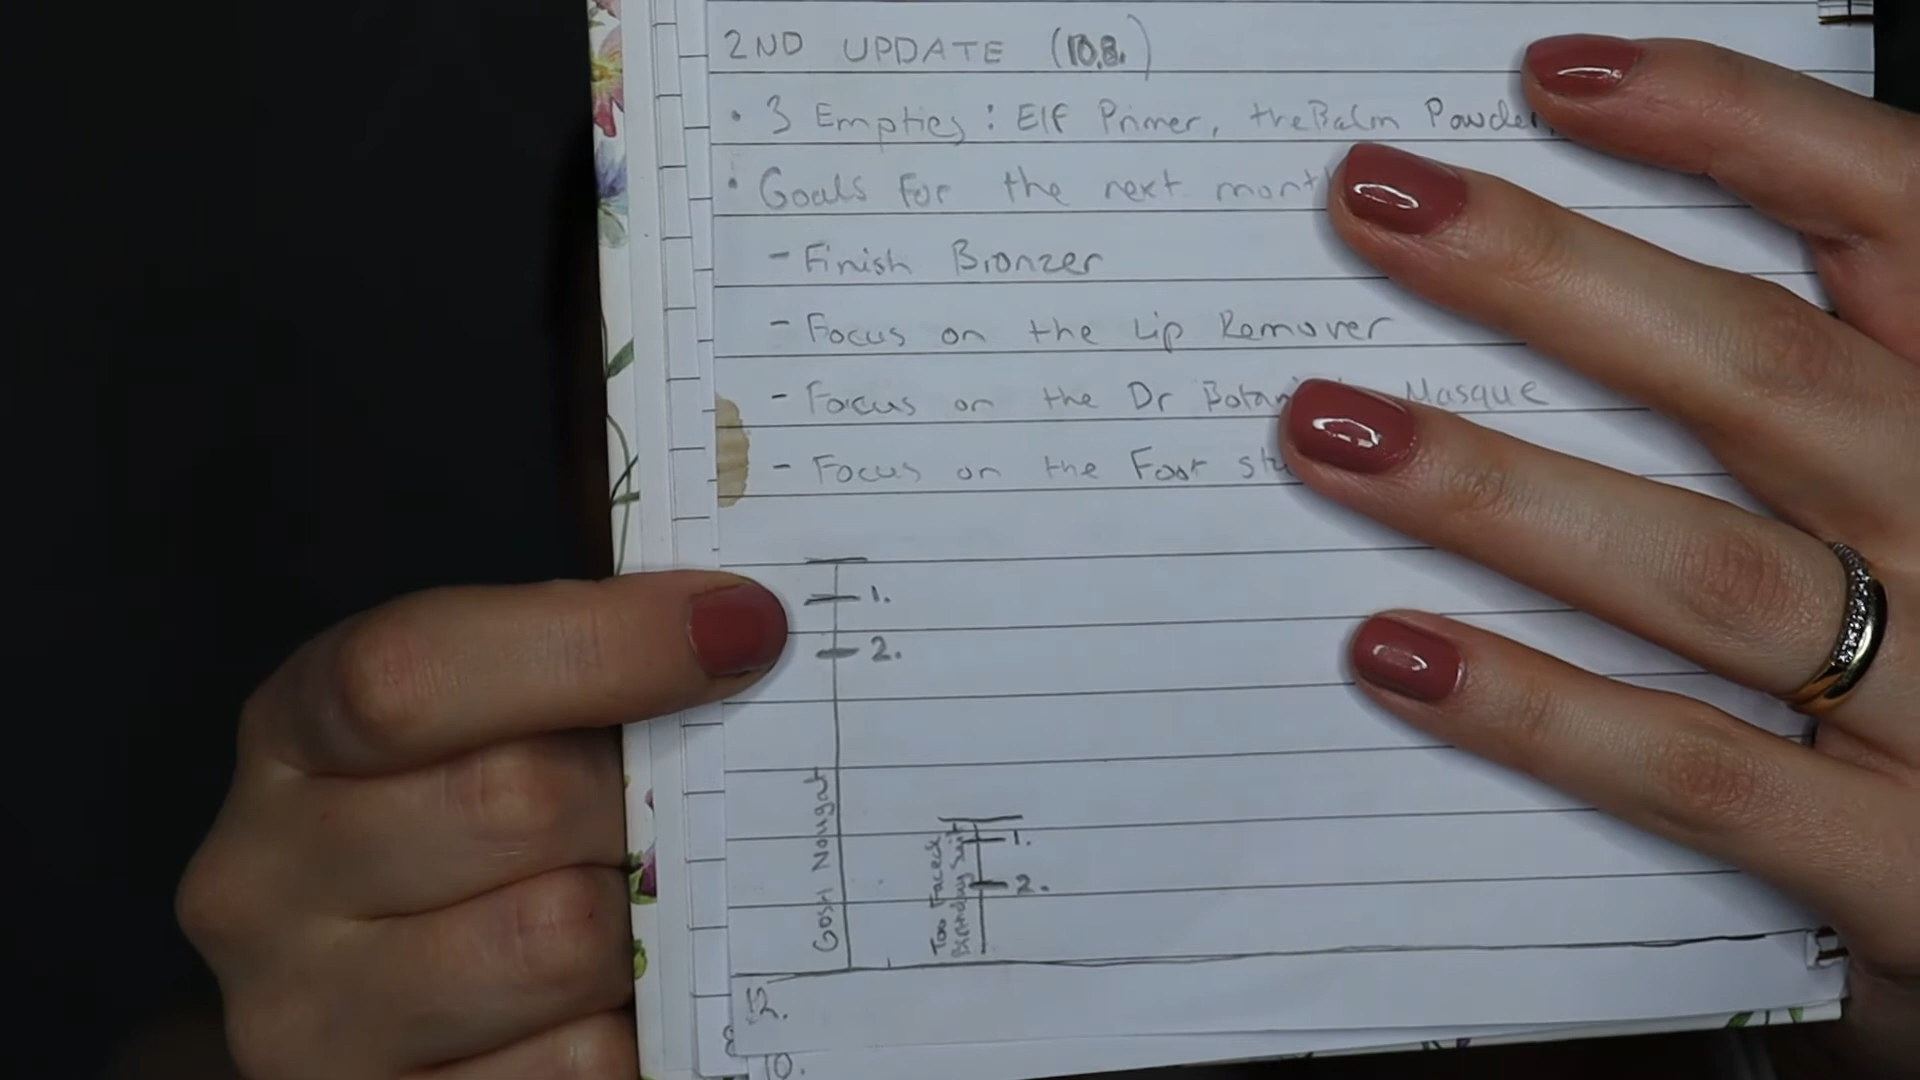 2ND UPDATE (10.8.)
• 3 Empties: Elf Primer, theBalm Powder,
• Goals for the next month
- Finish Bronzer
- Focus on the Lip Remover
- Focus on the Dr Masque
- Focus on the Foot
1.
2.
Gosh Nougat
Too Faced
Birthday Suit
1.
2.
12.
10.